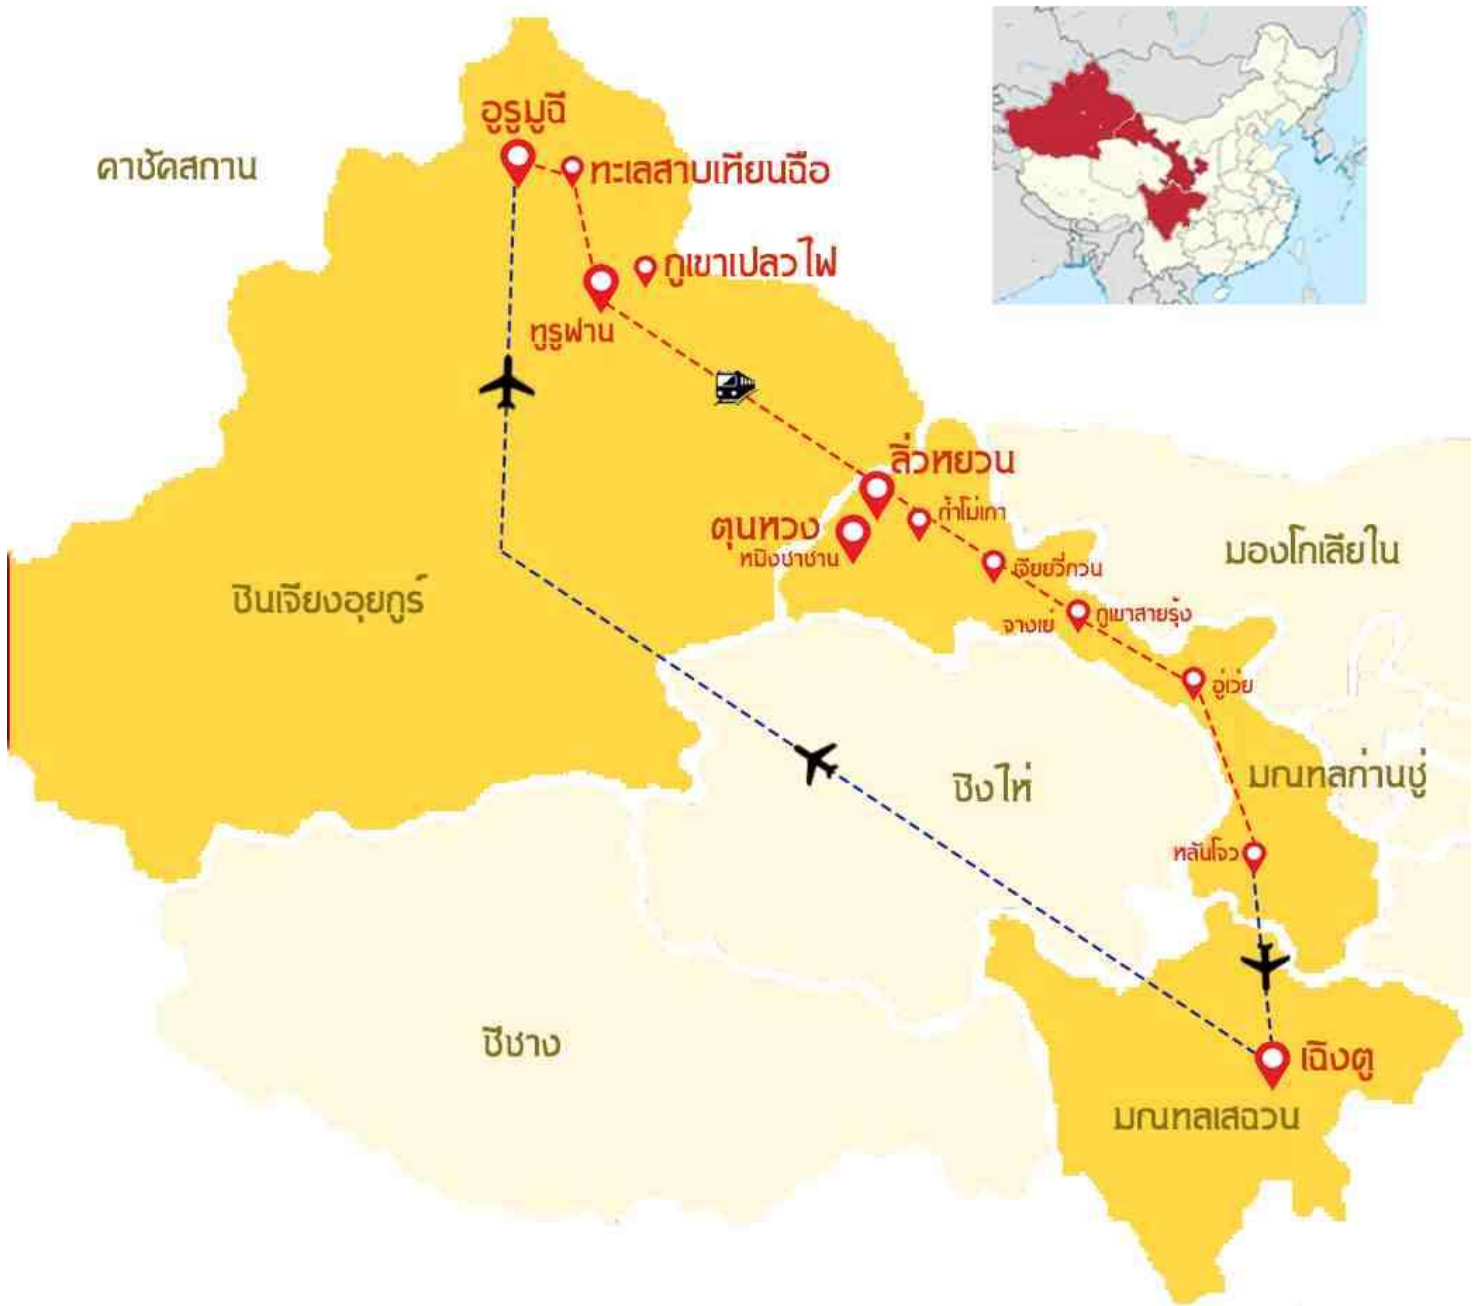 อูรูมูฉี
คาซัคสถาน
ทะเลสาบเทียนฉือ
ภูเขาเปลวไฟ
ทูรูฟาน
ลิ่วหยวน
ถ้ำโม่เกา
ตุนหวง
หมิงซาซาน
มองโกเลียใน
เจียยวี่กวน
ซินเจียงอุยกูร์
ภูเขาสายรุ้ง
จางเย่
อู่เว่ย
ชิงไห่
มณฑลก่านซู่
หลันโจว
ซีซาง
เฉิงตู
มณฑลเสฉวน